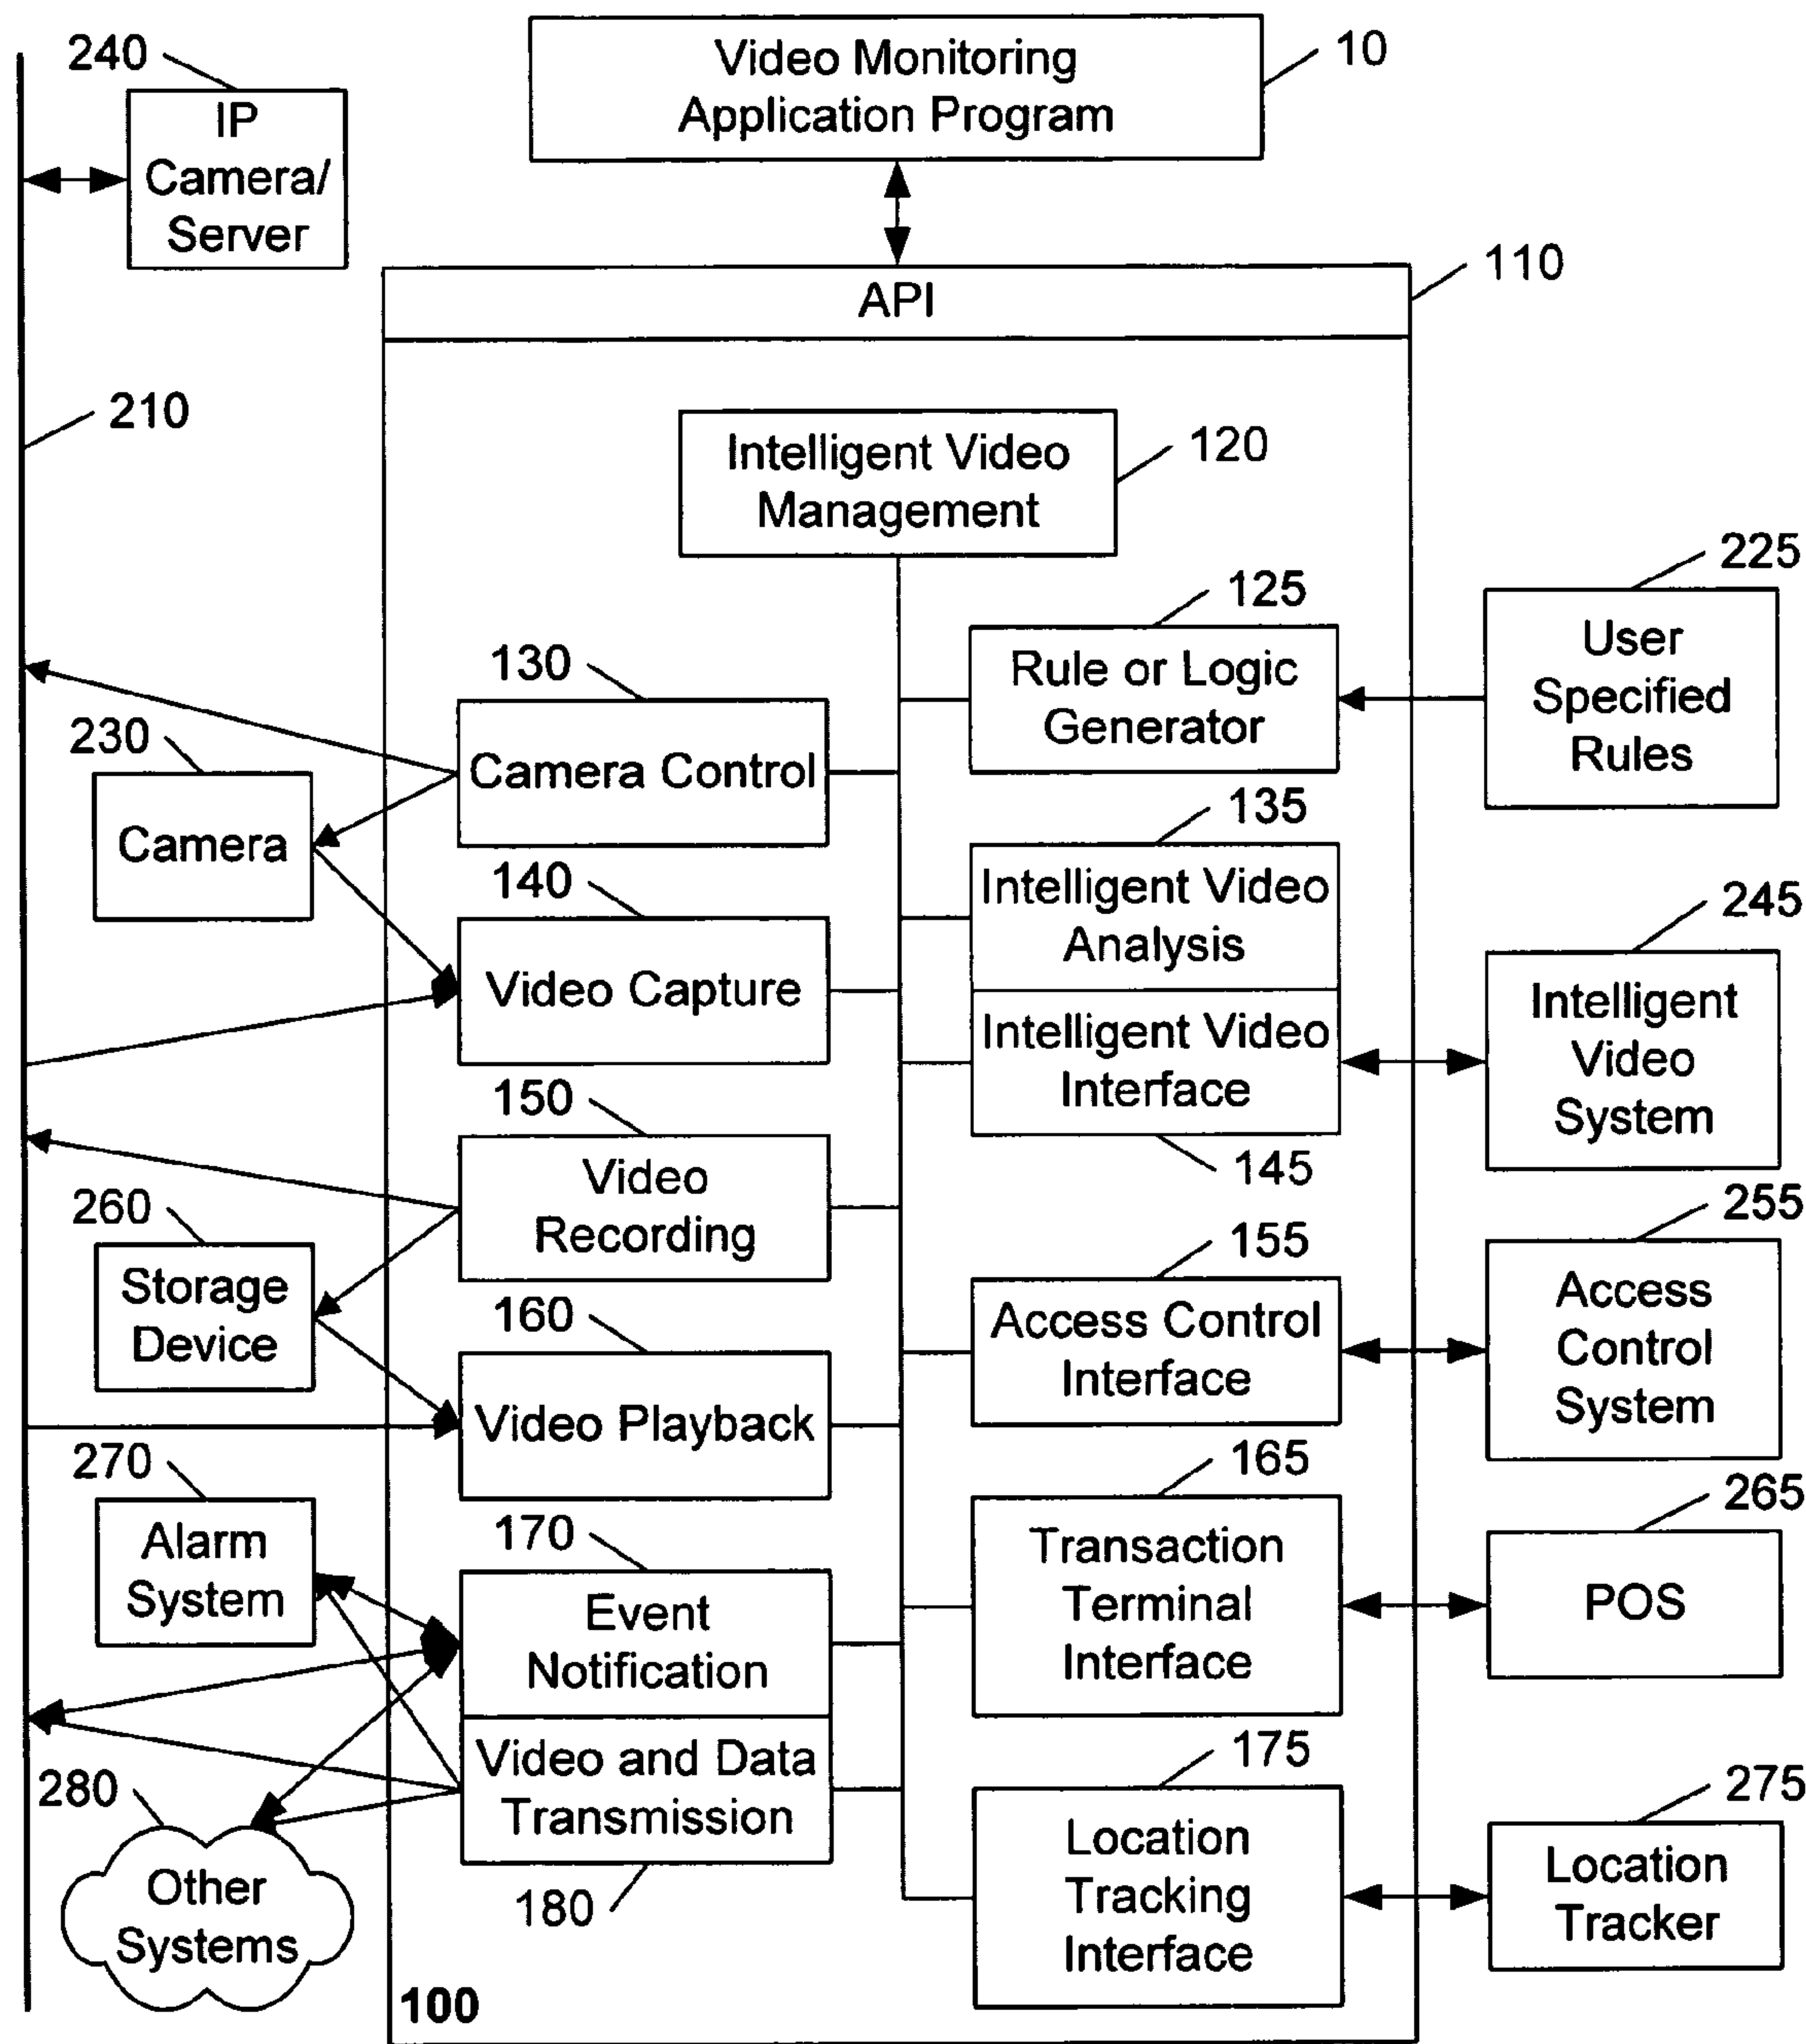 Video Monitoring
Application Program
10
240
IP
Camera/
Server
110
API
210
Intelligent Video
Management
120
225
User
Specified
Rules
125
Rule or Logic
Generator
130
Camera Control
230
Camera
135
Intelligent Video
Analysis
140
Video Capture
245
Intelligent
Video
System
Intelligent Video
Interface
145
150
Video
Recording
260
Storage
Device
255
Access
Control
System
155
Access Control
Interface
160
Video Playback
270
Alarm
System
165
Transaction
Terminal
Interface
265
POS
170
Event
Notification
Video and Data
Transmission
180
175
Location
Tracking
Interface
275
Location
Tracker
280
Other
Systems
100